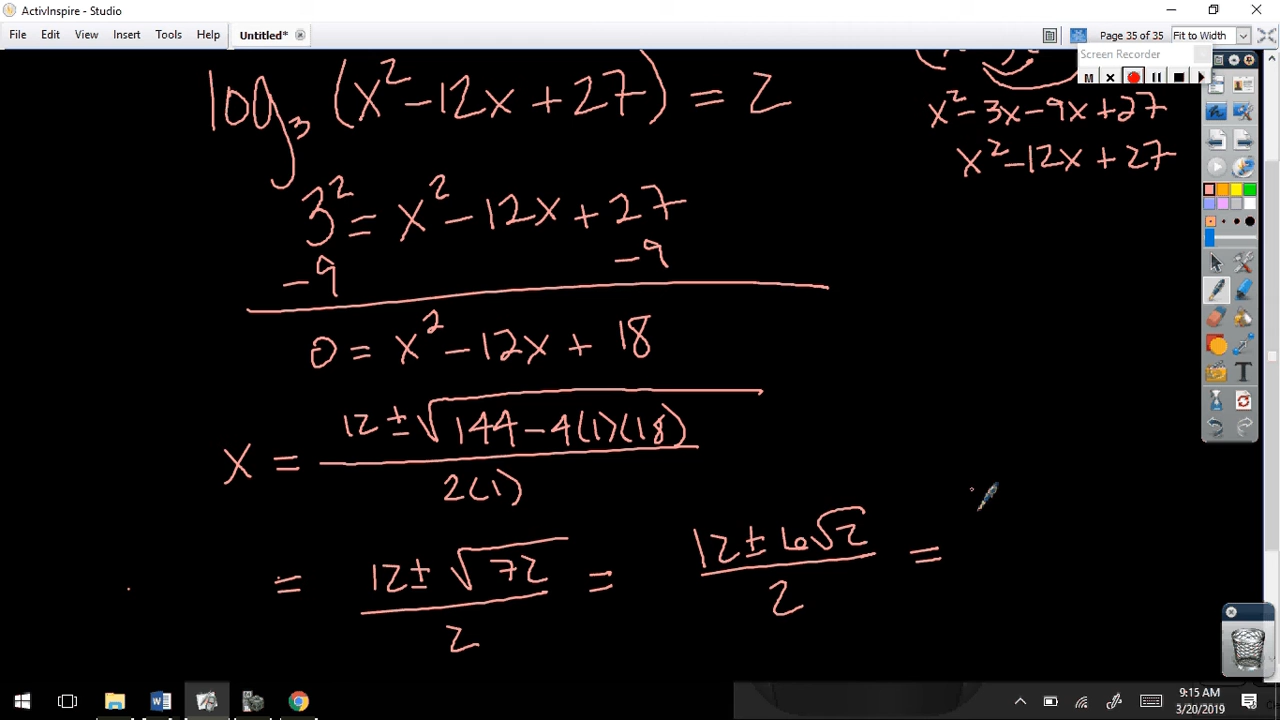 ActivInspire - Studio
File Edit View Insert Tools Help Untitled*
Page 35 of 35 Fit to Width
Screen Recorder
log₃ (x² - 12x + 27) = 2
x² - 3x - 9x + 27
x² - 12x + 27
3² = x² - 12x + 27
-9 -9
0 = x² - 12x + 18
x = (12 ± √(144 - 4(1)(18))) / 2(1)
= (12 ± √72) / 2 = (12 ± 6√2) / 2 =
9:15 AM
3/20/2019